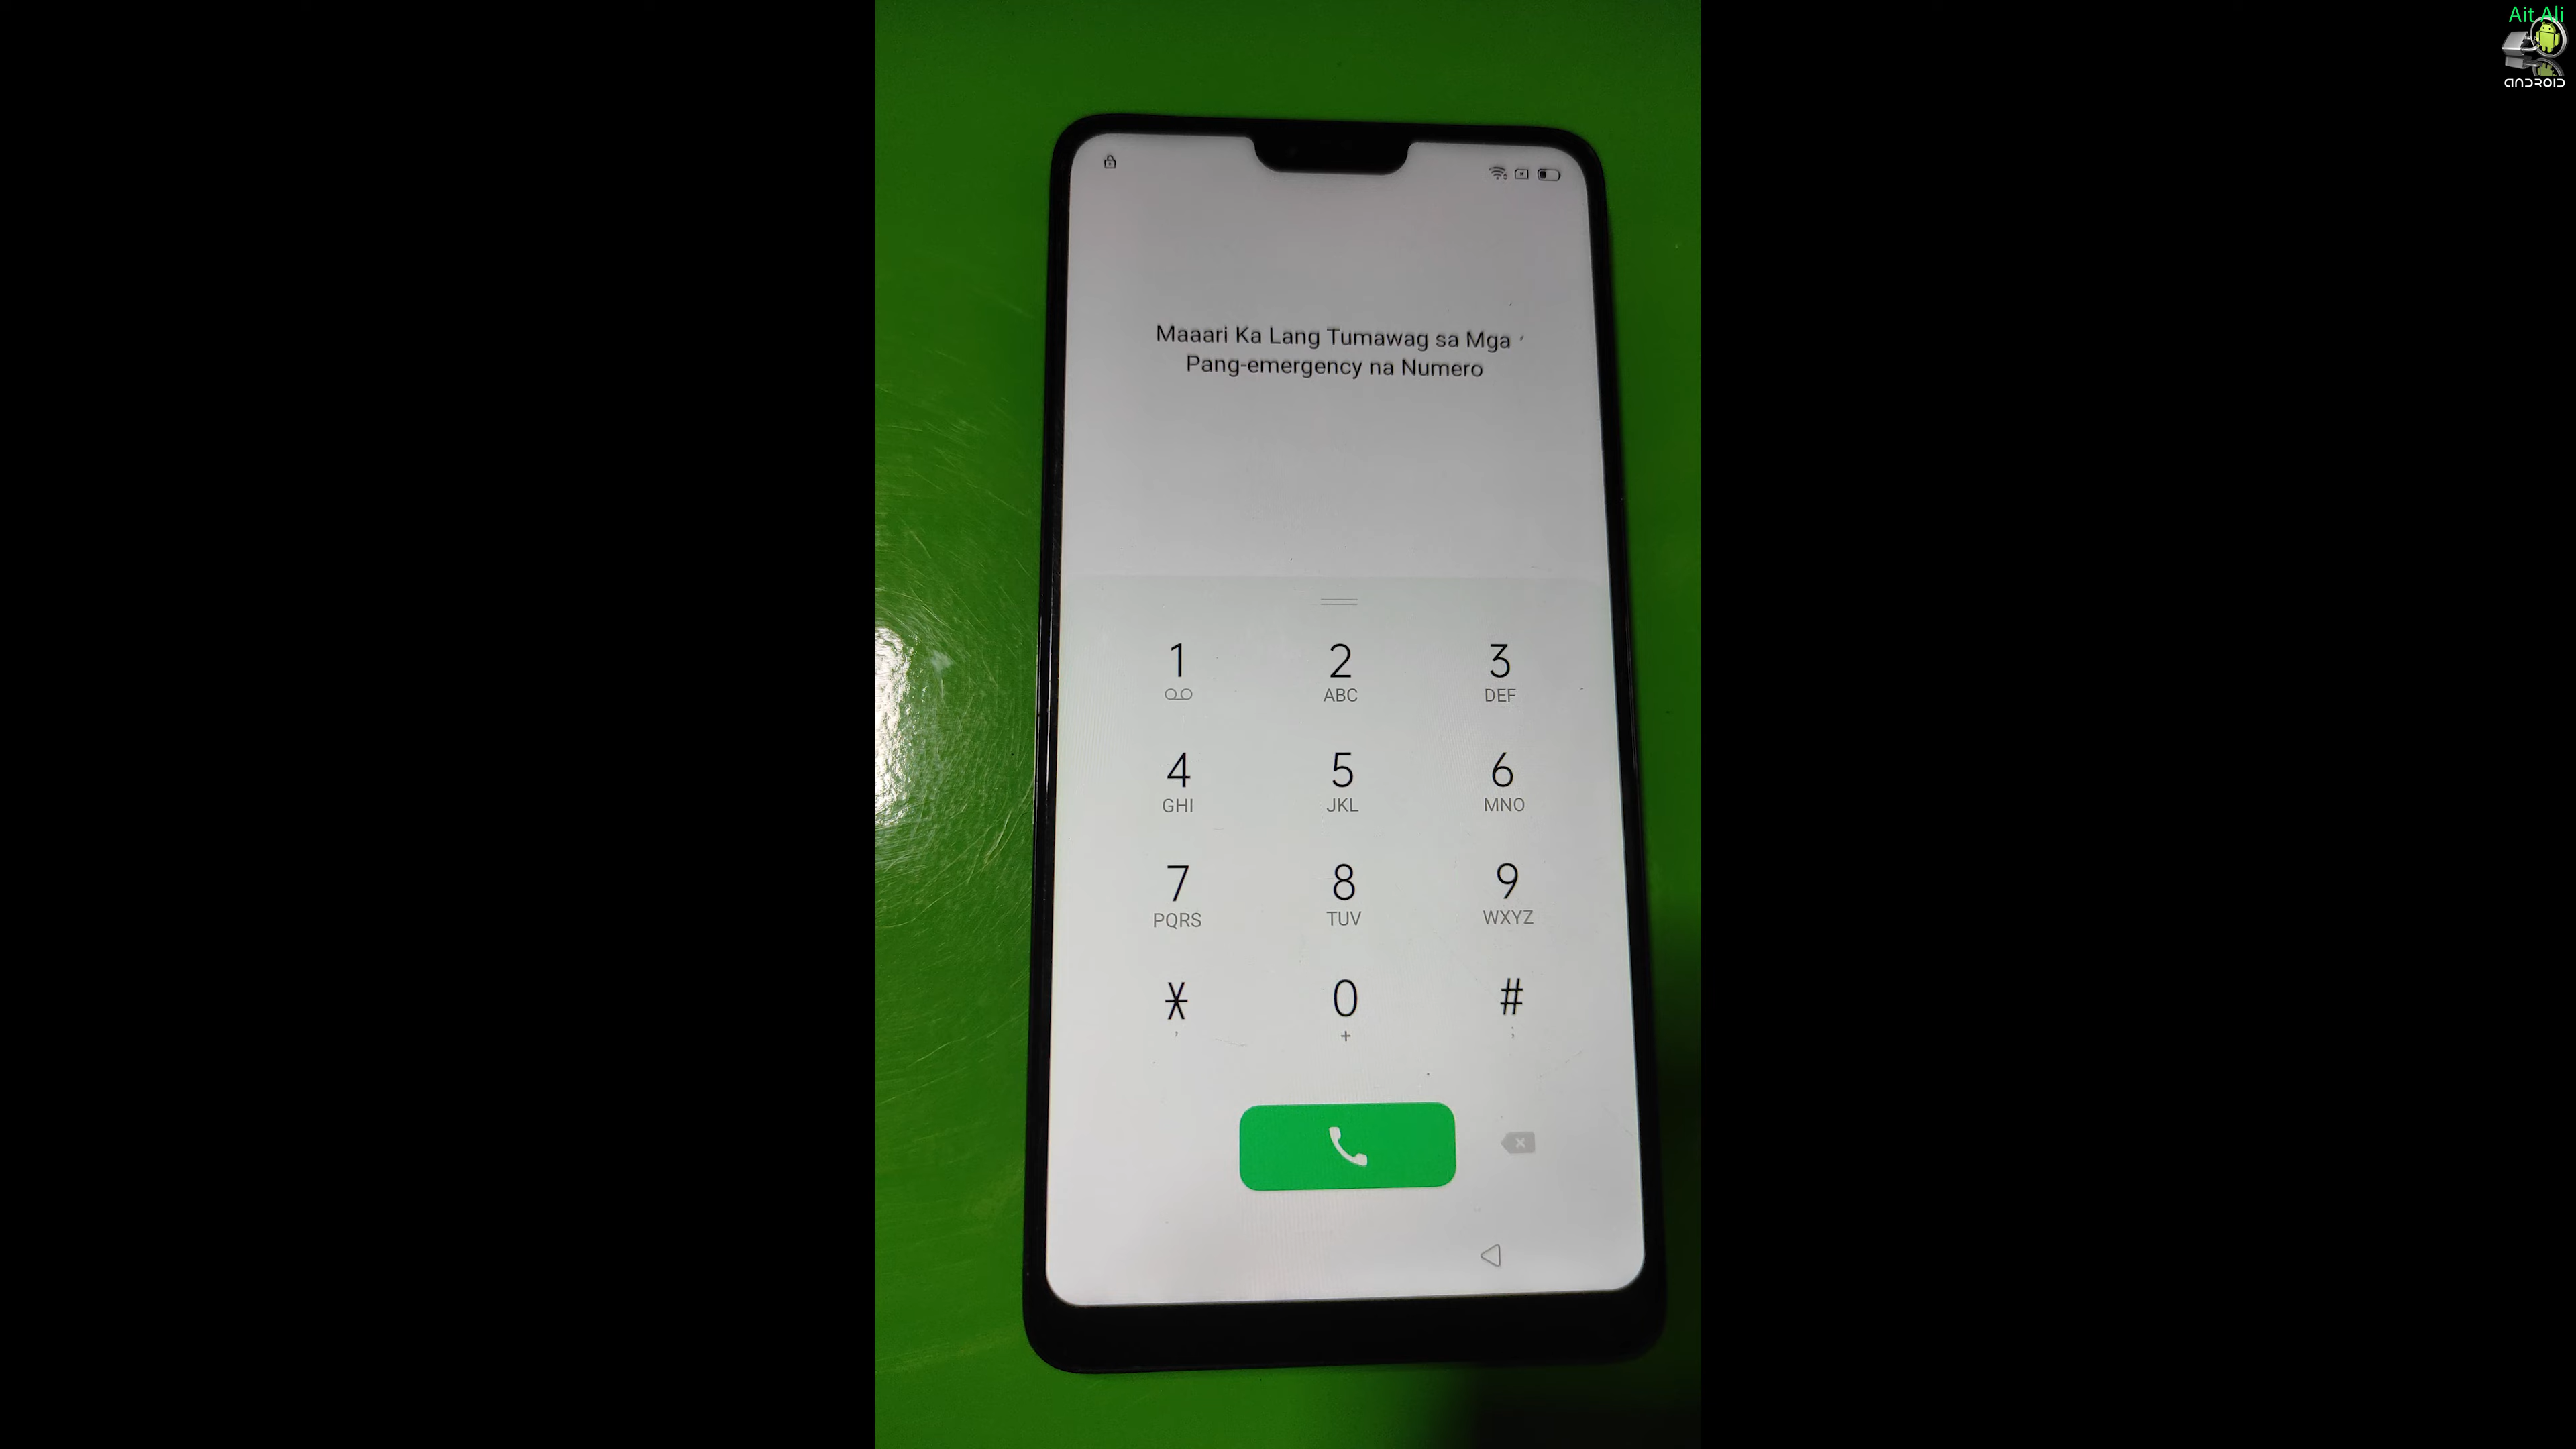 Ait Ali
ANDROID
Maaari Ka Lang Tumawag sa Mga
Pang-emergency na Numero
1 2 3
ABC DEF
4 5 6
GHI JKL MNO
7 8 9
PQRS TUV WXYZ
* 0 #
, + ;